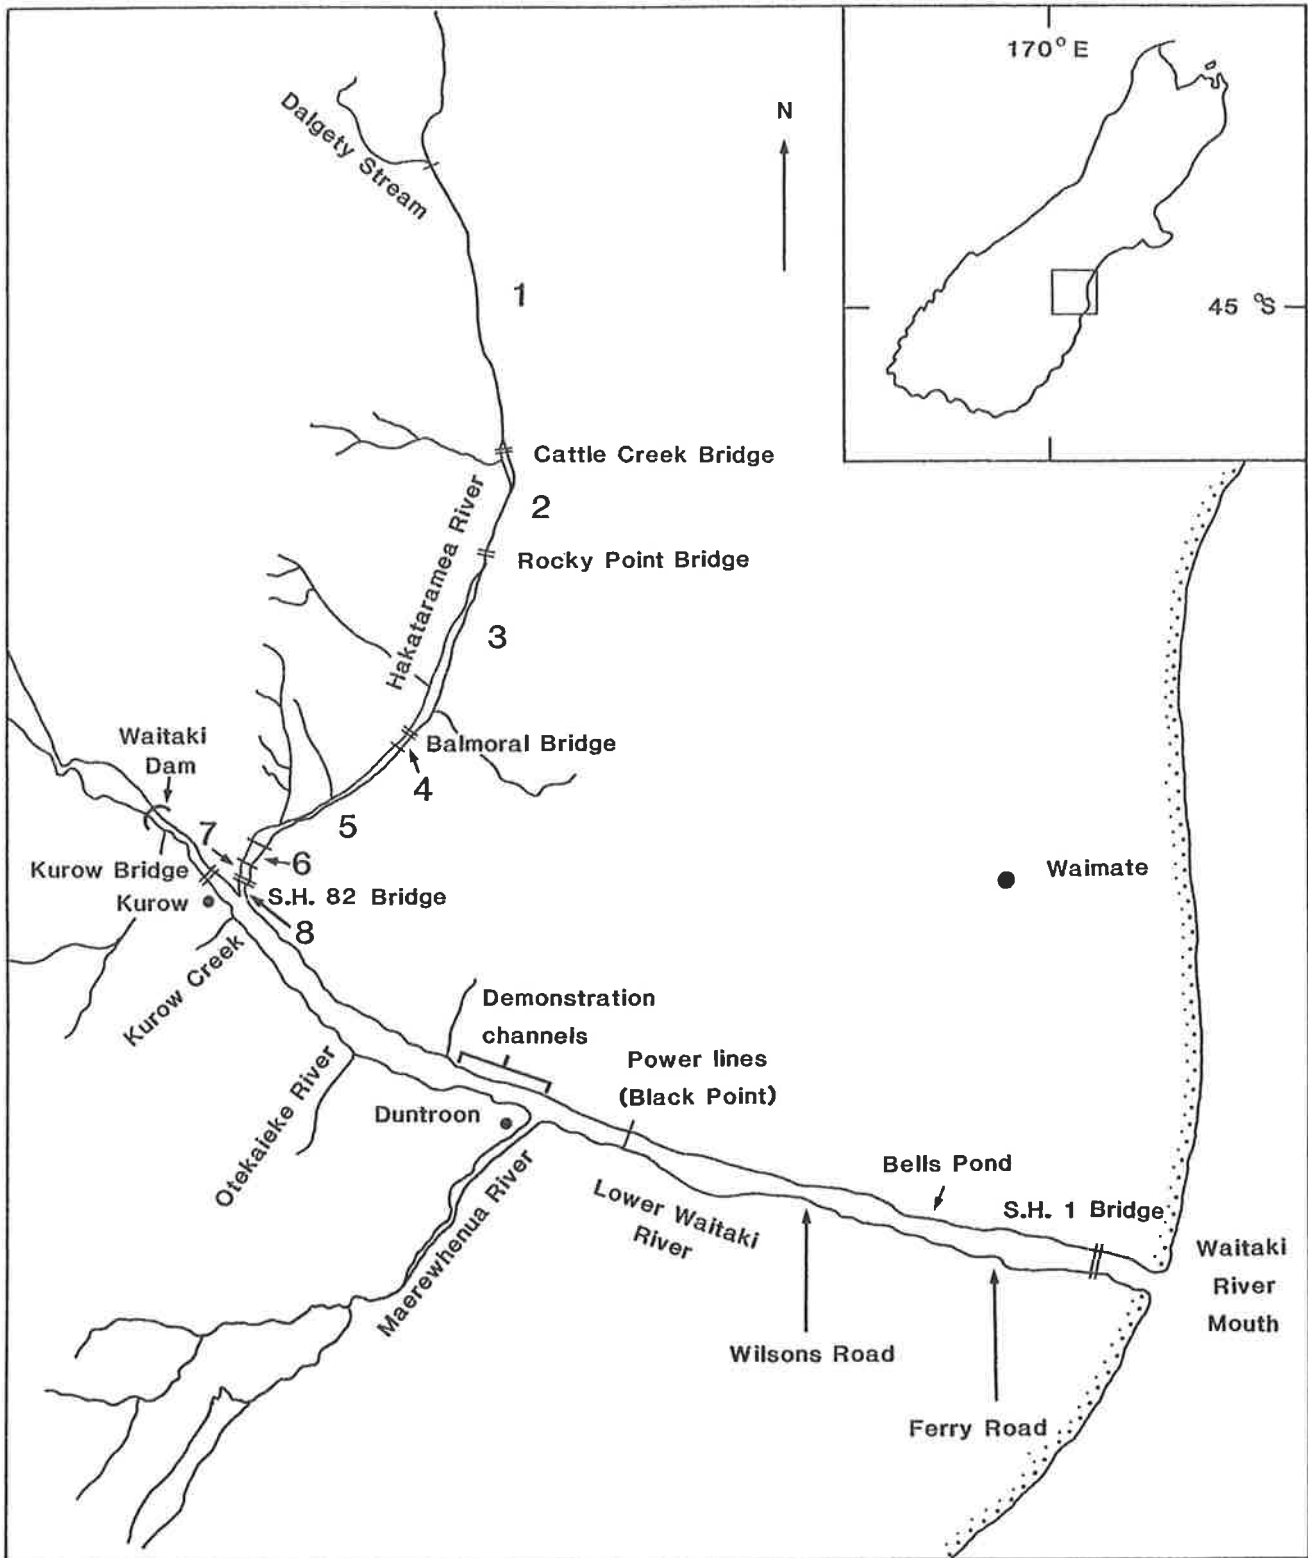 170° E
N
Dalgety Stream
1
45 °S
Cattle Creek Bridge
2
Hakataramea River
Rocky Point Bridge
3
Waitaki
Dam
Balmoral Bridge
4
5
7
6
Kurow Bridge
Waimate
Kurow
S.H. 82 Bridge
8
Kurow Creek
Demonstration
channels
Otekaieke River
Power lines
(Black Point)
Duntroon
Bells Pond
Maerewhenua River
Lower Waitaki
River
S.H. 1 Bridge
Waitaki
River
Mouth
Wilsons Road
Ferry Road